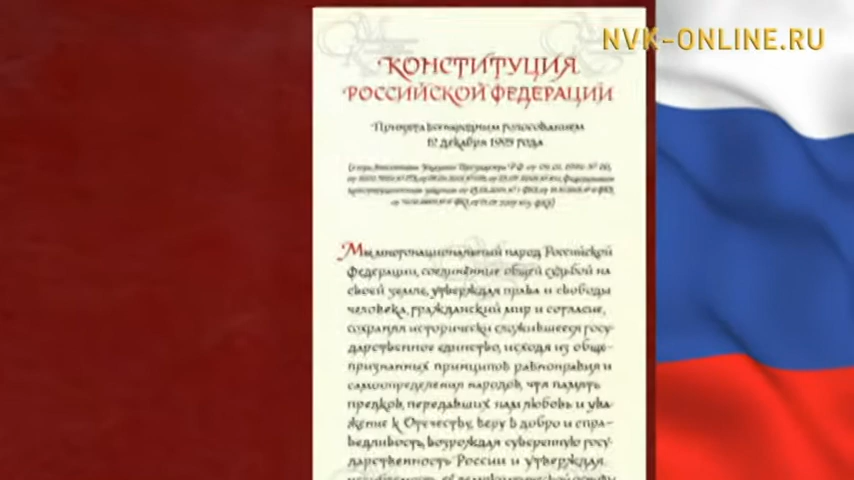 NVK-ONLINE.RU
КОНСТИТУЦИЯ
РОССИЙСКОЙ ФЕДЕРАЦИИ
Принята всенародным голосованием
12 декабря 1993 года
Мы, многонациональный народ Российской
Федерации, соединённые общей судьбой на
своей земле, утверждая права и свободы
человека, гражданский мир и согласие,
сохраняя исторически сложившееся госу-
дарственное единство, исходя из обще-
признанных принципов равноправия и
самоопределения народов, чтя память
предков, передавших нам любовь и ува-
жение к Отечеству, веру в добро и спра-
ведливость, возрождая суверенную госу-
дарственность России и утверждая